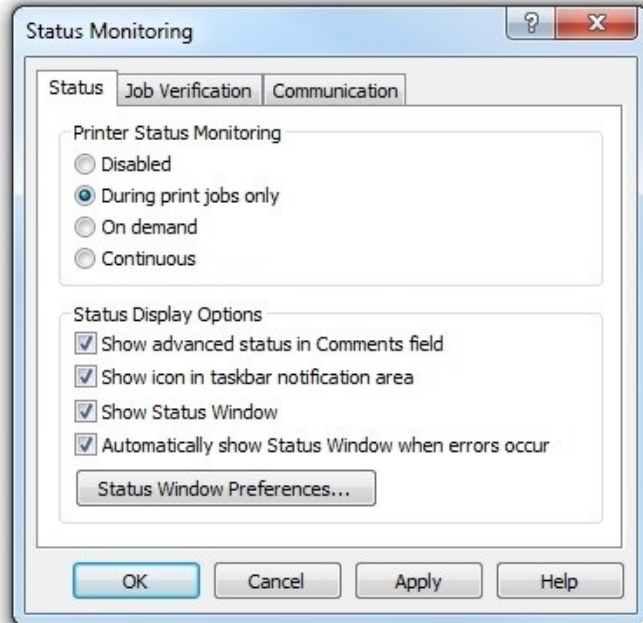 Status Monitoring
Status Job Verification Communication
Printer Status Monitoring
Disabled
During print jobs only
On demand
Continuous
Status Display Options
Show advanced status in Comments field
Show icon in taskbar notification area
Show Status Window
Automatically show Status Window when errors occur
Status Window Preferences...
OK Cancel Apply Help